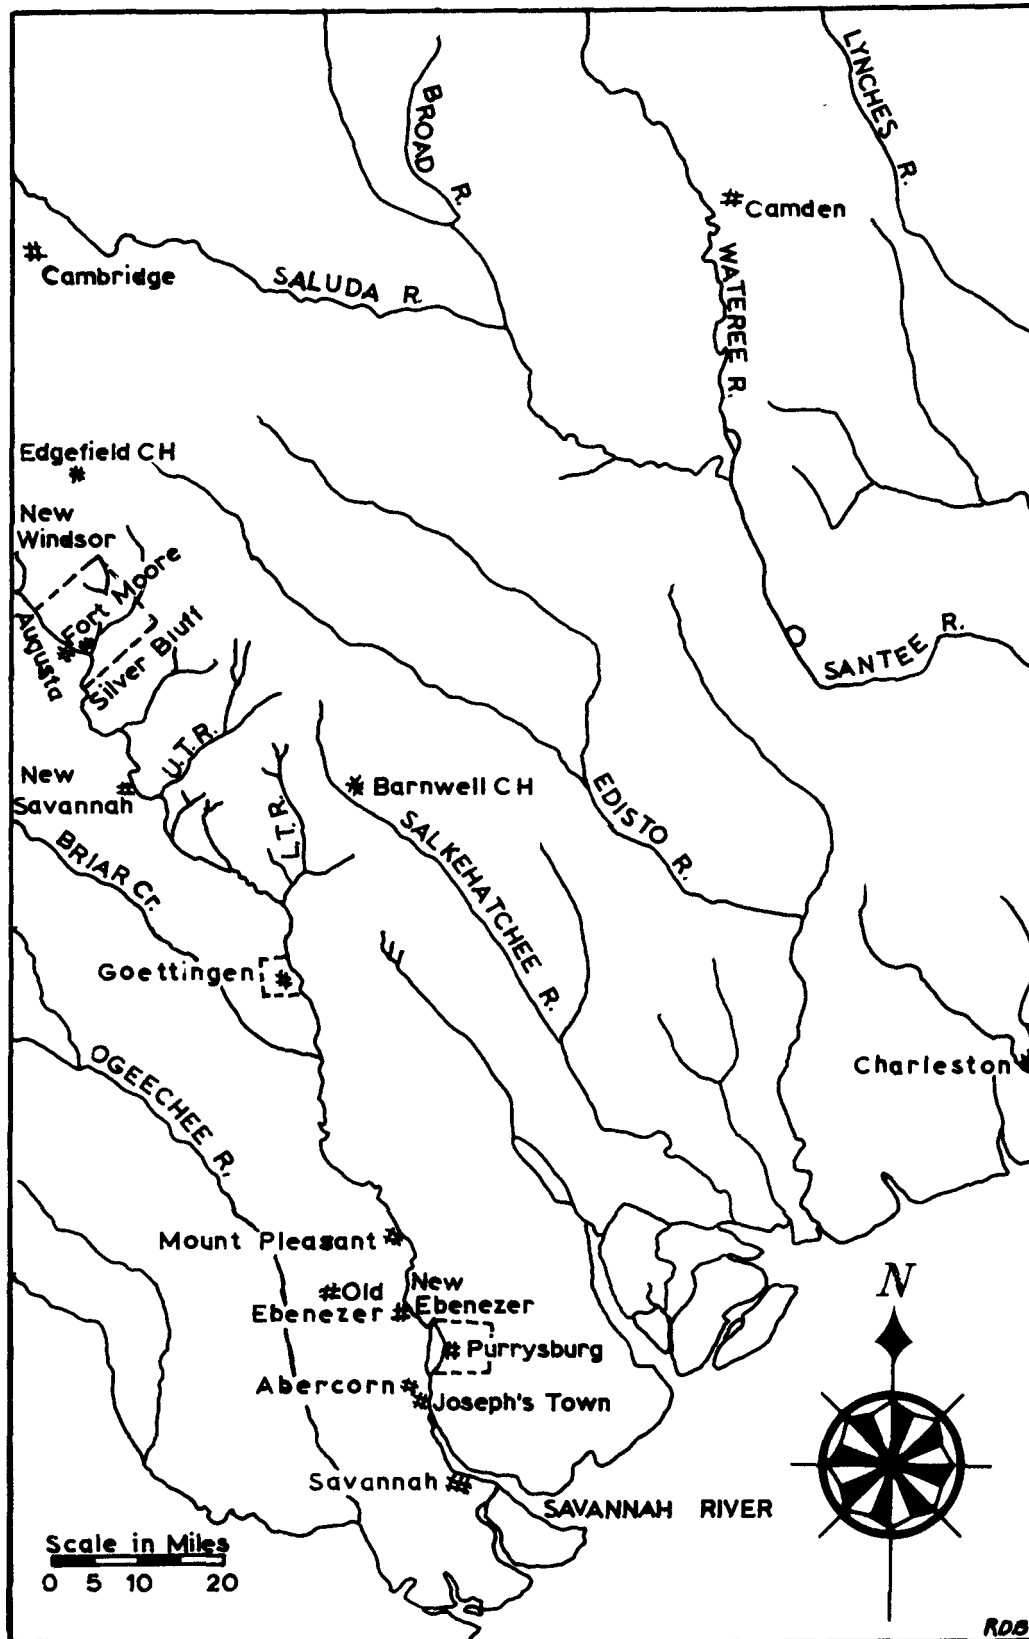 LYNCHES R.
BROAD R.
Camden
Cambridge
SALUDA R
WATEREE R.
Edgefield CH
New
Windsor
Fort Moore
Augusta
Silver Bluff
SANTEE R.
U.T.R.
New
Savannah
Barnwell CH
L.T.R.
EDISTO R.
SALKEHATCHEE R.
BRIAR Cr.
Goettingen
OGEECHEE R.
Charleston
Mount Pleasant
N
Old
Ebenezer
New
Ebenezer
Purrysburg
Abercorn
Joseph's Town
Savannah
SAVANNAH RIVER
Scale in Miles
0 5 10 20
RDB